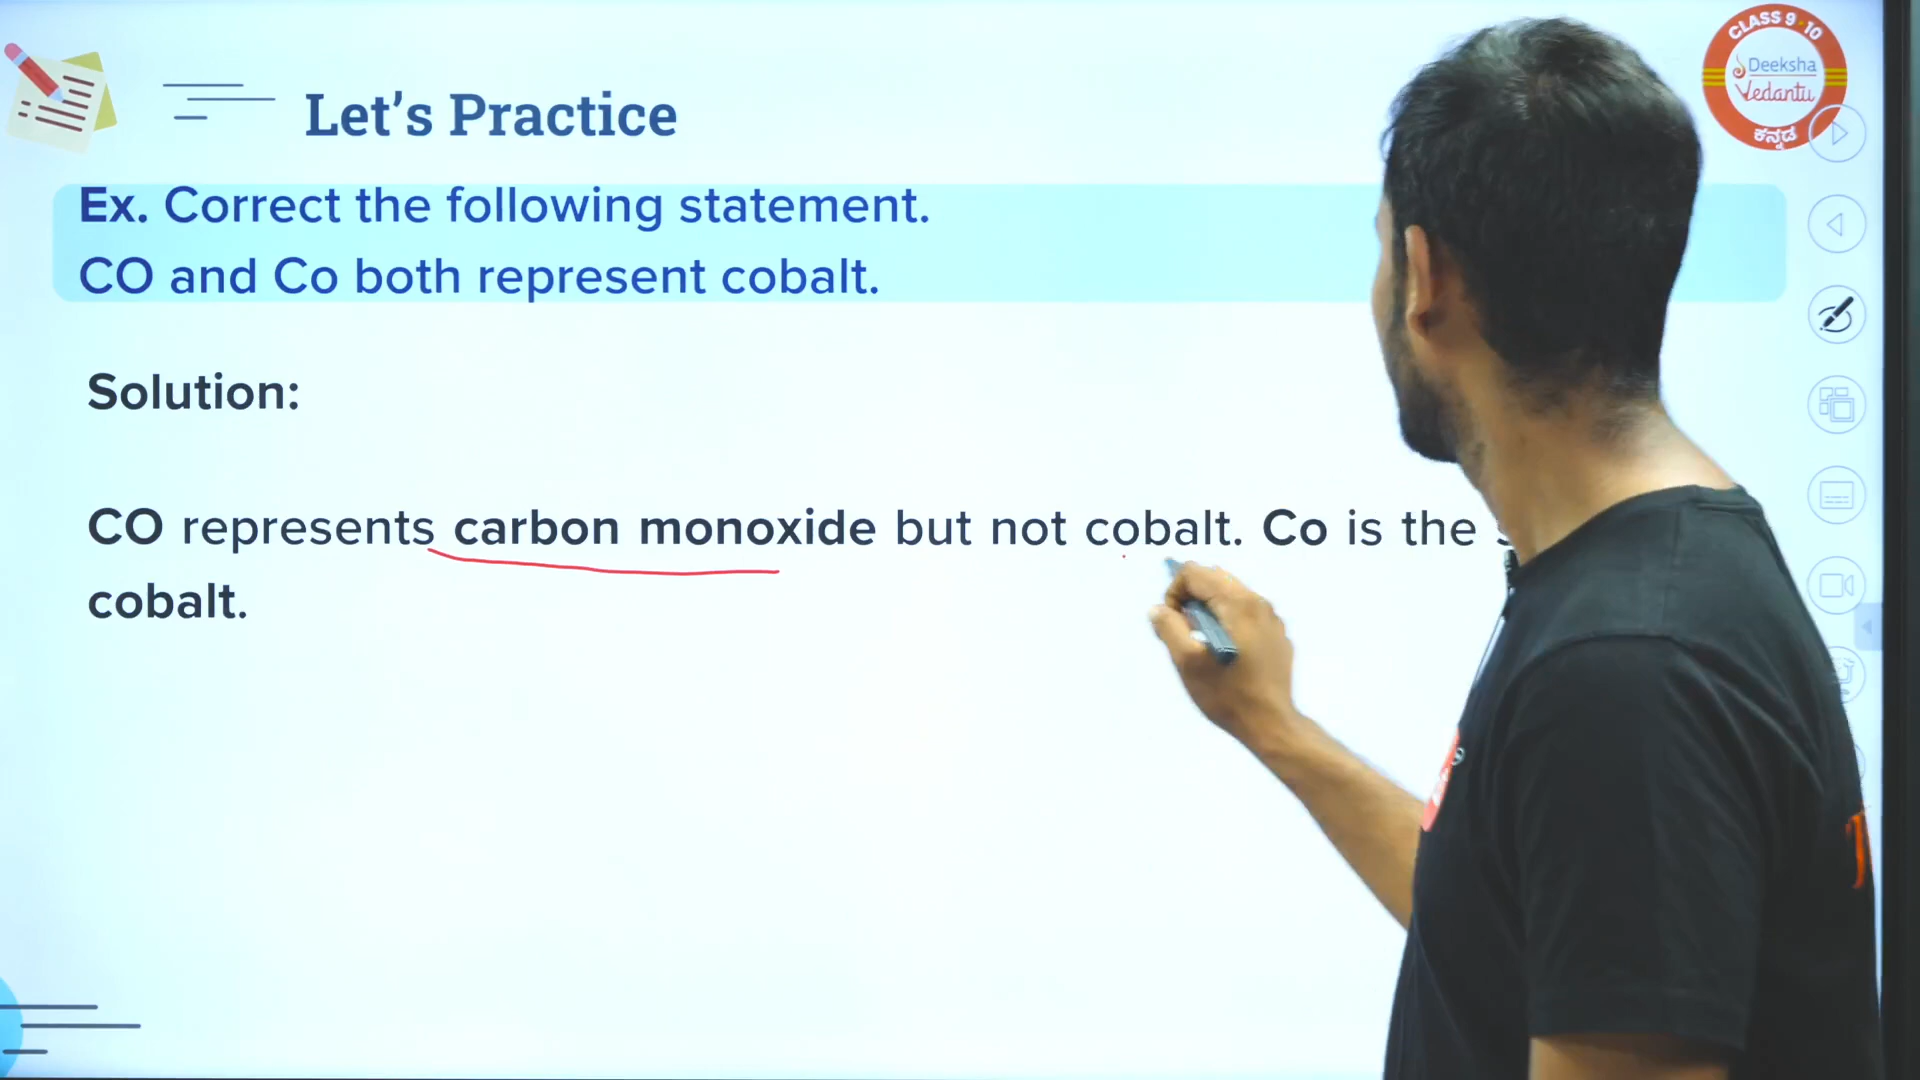 CLASS 9-10
Deeksha
Vedantu
ಕನ್ನಡ
Let’s Practice
Ex. Correct the following statement.
CO and Co both represent cobalt.
Solution:
CO represents carbon monoxide but not cobalt. Co is the
cobalt.